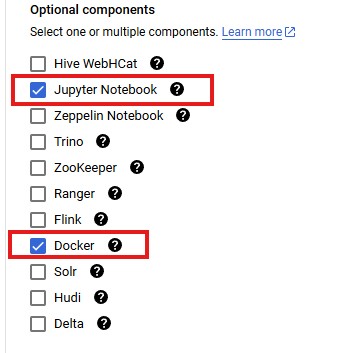 Optional components
Select one or multiple components. Learn more
Hive WebHCat
Jupyter Notebook
Zeppelin Notebook
Trino
ZooKeeper
Ranger
Flink
Docker
Solr
Hudi
Delta